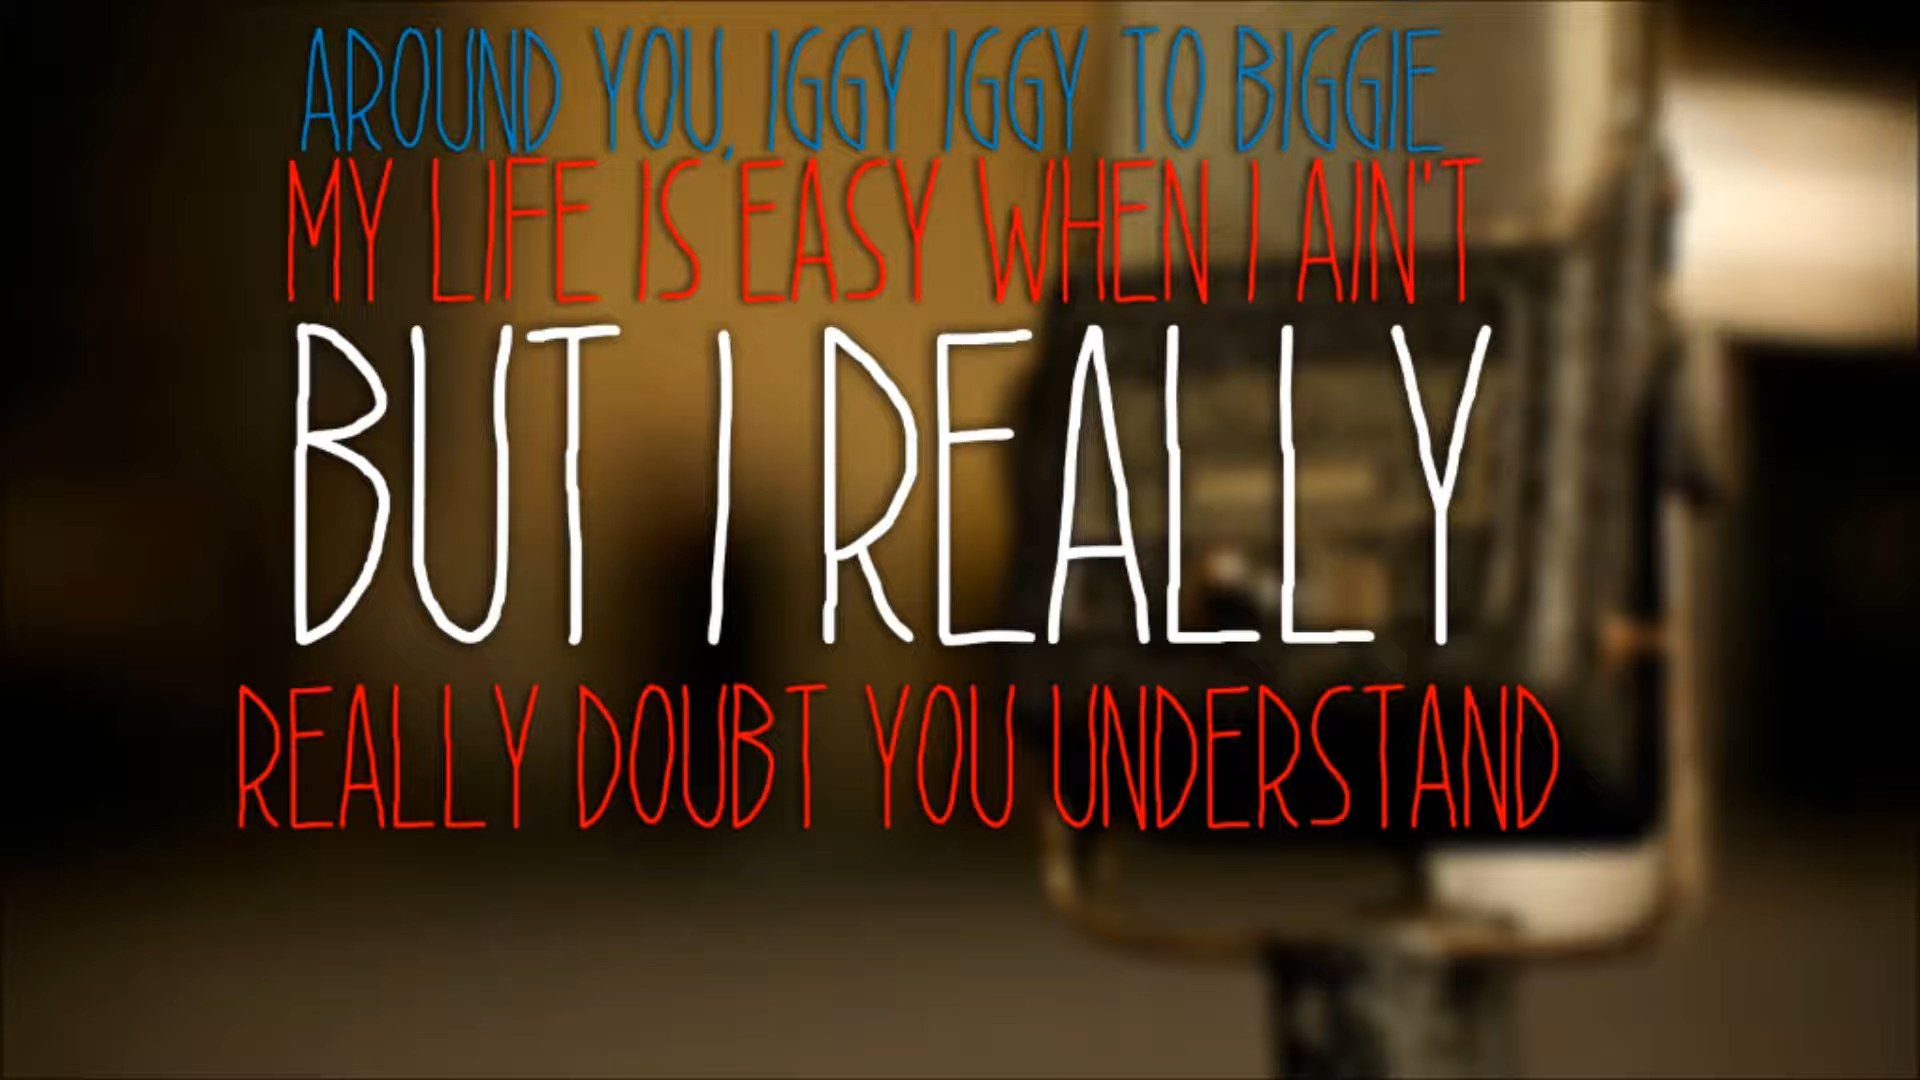 AROUND YOU, IGGY IGGY TO BIGGIE
MY LIFE IS EASY WHEN I AIN'T
BUT I REALLY
REALLY DOUBT YOU UNDERSTAND